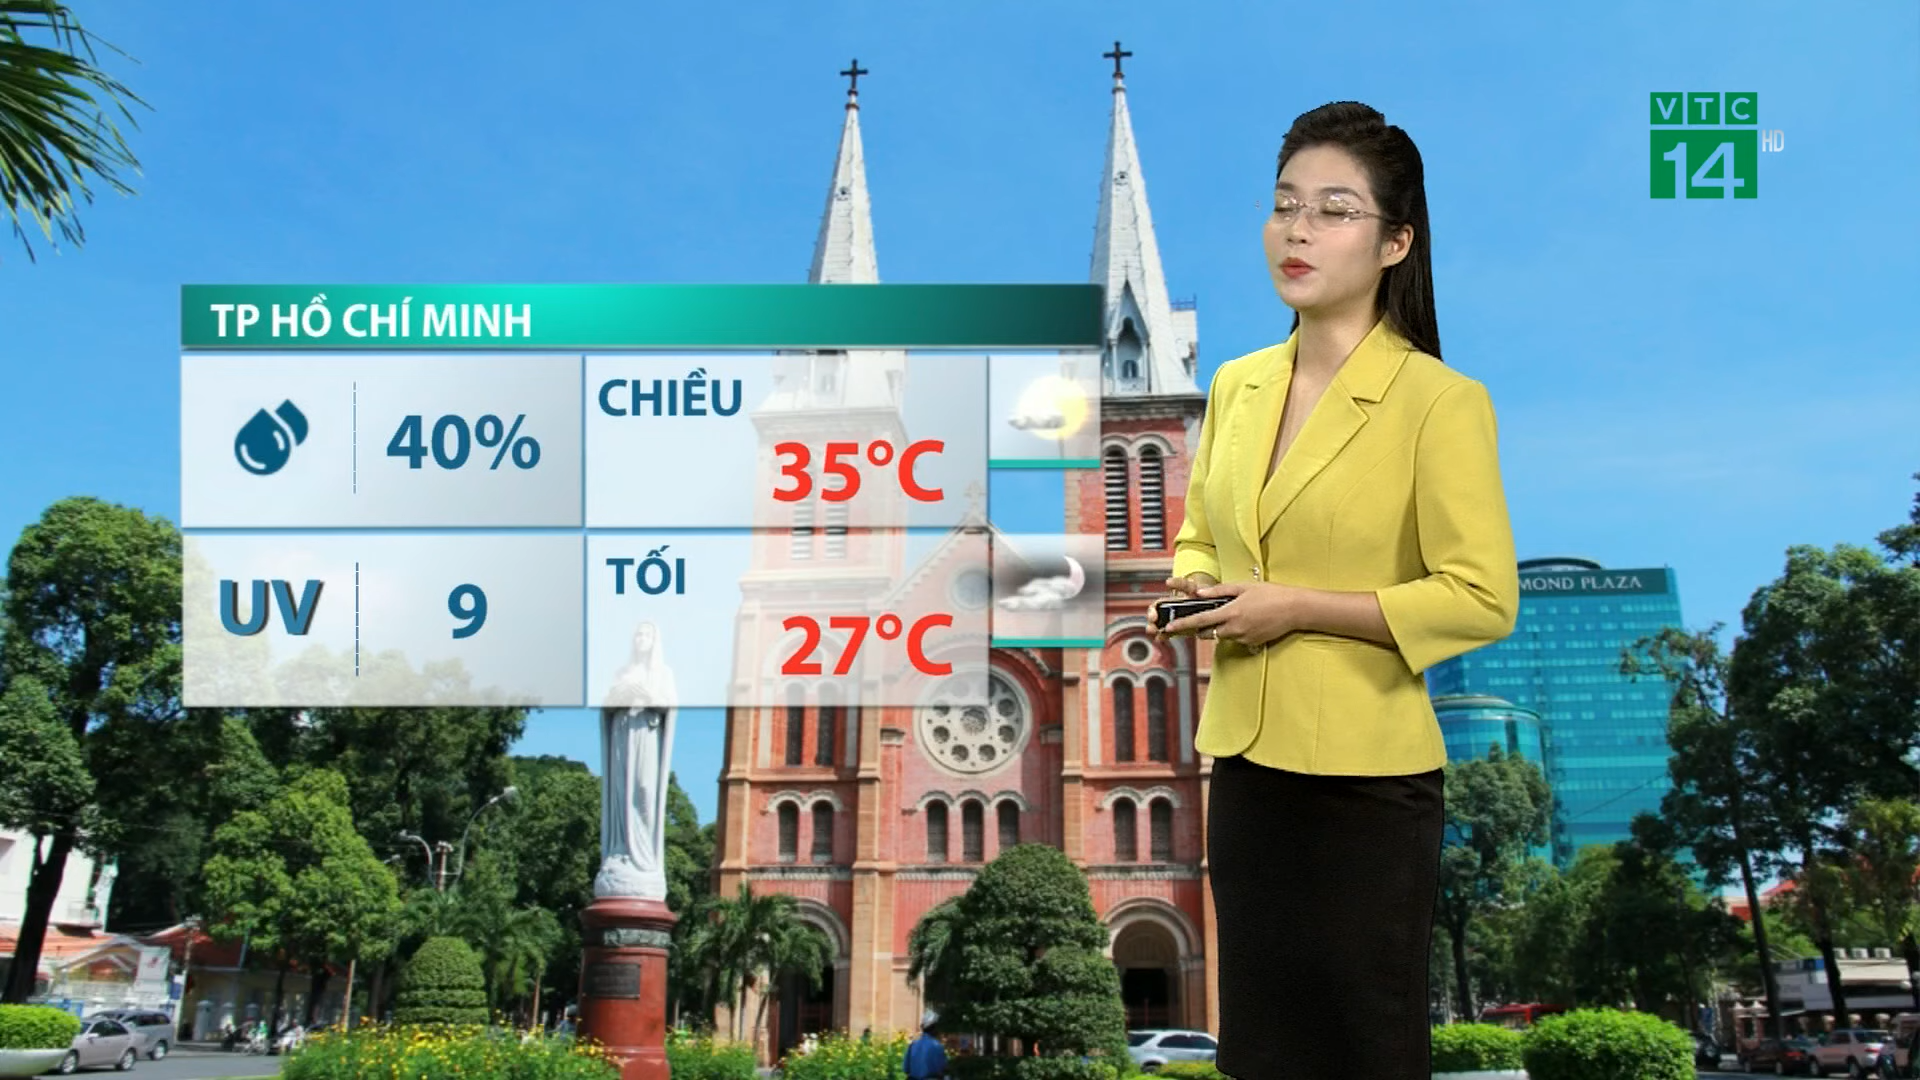 VTC
14 HD
TP HỒ CHÍ MINH
40%
CHIỀU
35°C
UV
9
TỐI
27°C
MOND PLAZA